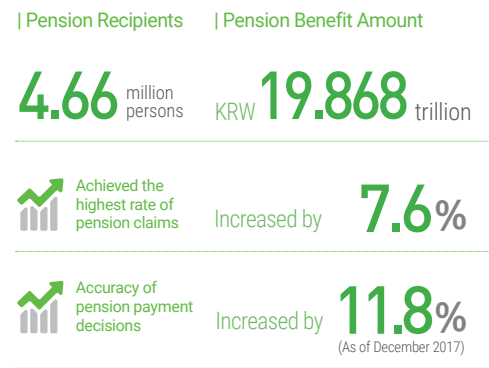 | Pension Recipients
| Pension Benefit Amount
4.66 million persons
KRW 19.868 trillion
Achieved the
highest rate of
pension claims
Increased by 7.6%
Accuracy of
pension payment
decisions
Increased by 11.8%
(As of December 2017)